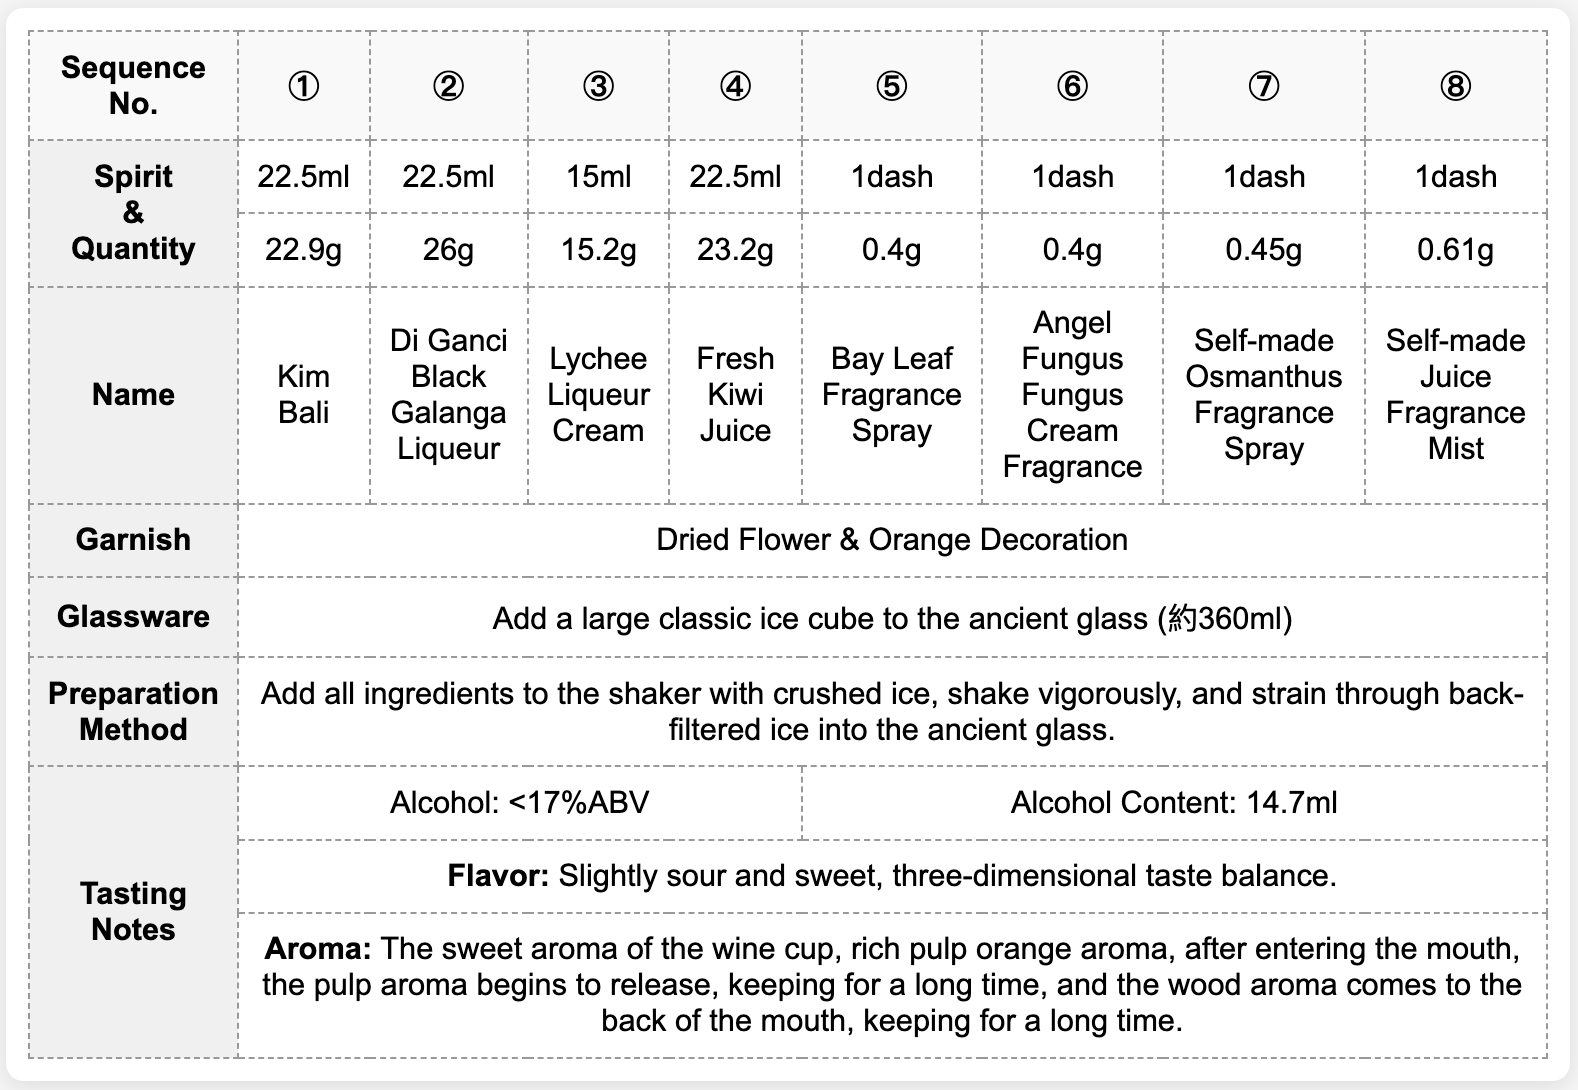 Sequence
No.
① ② ③ ④ ⑤ ⑥ ⑦ ⑧
Spirit
&
Quantity
22.5ml 22.5ml 15ml 22.5ml 1dash 1dash 1dash 1dash
22.9g 26g 15.2g 23.2g 0.4g 0.4g 0.45g 0.61g
Name
Kim
Bali
Di Ganci
Black
Galanga
Liqueur
Lychee
Liqueur
Cream
Fresh
Kiwi
Juice
Bay Leaf
Fragrance
Spray
Angel
Fungus
Fungus
Cream
Fragrance
Self-made
Osmanthus
Fragrance
Spray
Self-made
Juice
Fragrance
Mist
Garnish
Dried Flower & Orange Decoration
Glassware
Add a large classic ice cube to the ancient glass (約360ml)
Preparation
Method
Add all ingredients to the shaker with crushed ice, shake vigorously, and strain through back-
filtered ice into the ancient glass.
Tasting
Notes
Alcohol: <17%ABV
Alcohol Content: 14.7ml
Flavor: Slightly sour and sweet, three-dimensional taste balance.
Aroma: The sweet aroma of the wine cup, rich pulp orange aroma, after entering the mouth,
the pulp aroma begins to release, keeping for a long time, and the wood aroma comes to the
back of the mouth, keeping for a long time.